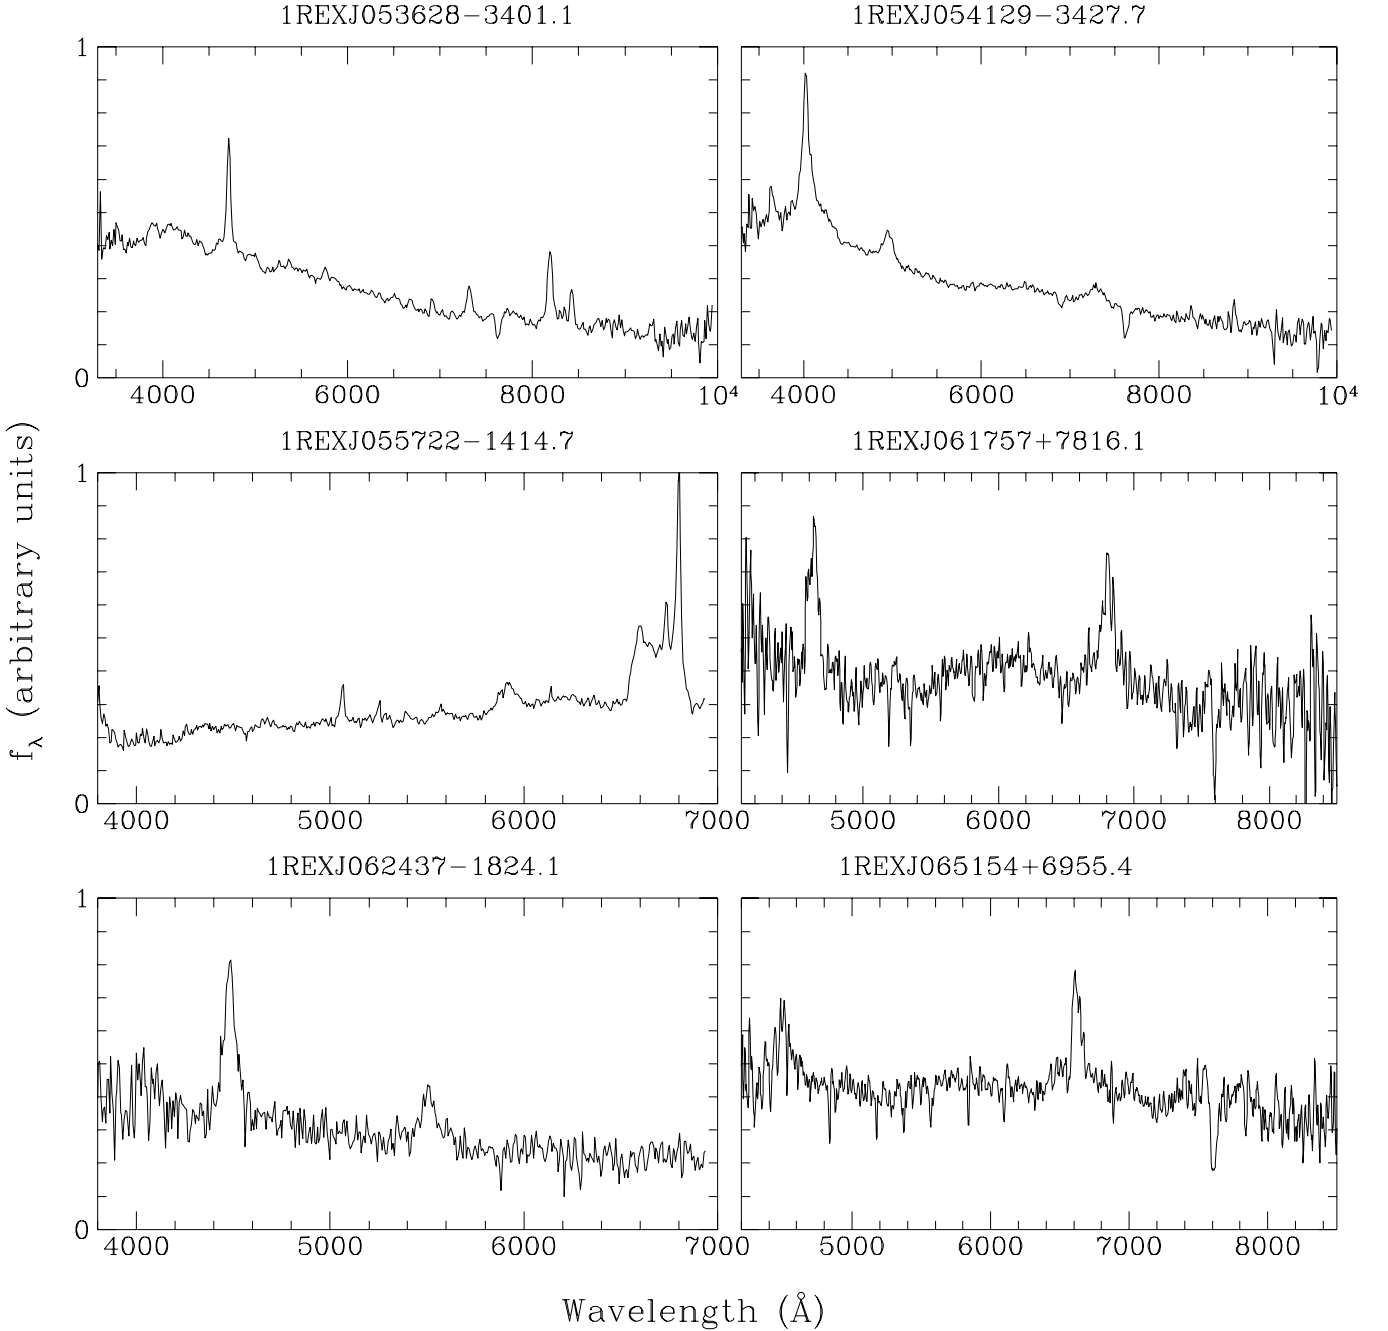 1REXJ053628-3401.1
1REXJ054129-3427.7
1
0
4000 6000 8000 10⁴
4000 6000 8000 10⁴
1REXJ055722-1414.7
1REXJ061757+7816.1
1
0
4000 5000 6000 7000
5000 6000 7000 8000
1REXJ062437-1824.1
1REXJ065154+6955.4
1
0
4000 5000 6000 7000
5000 6000 7000 8000
fλ (arbitrary units)
Wavelength (Å)